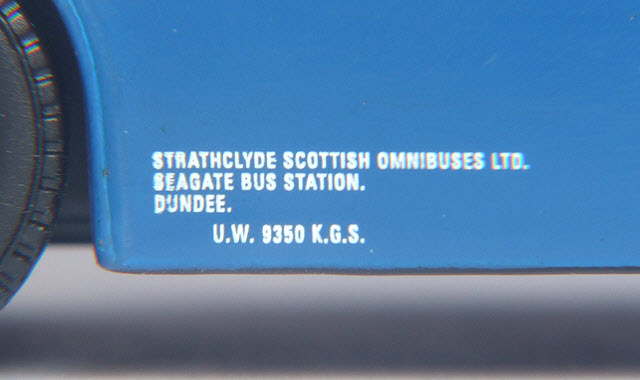 STRATHCLYDE SCOTTISH OMNIBUSES LTD.
SEAGATE BUS STATION.
DUNDEE.
U.W. 9350 K.G.S.